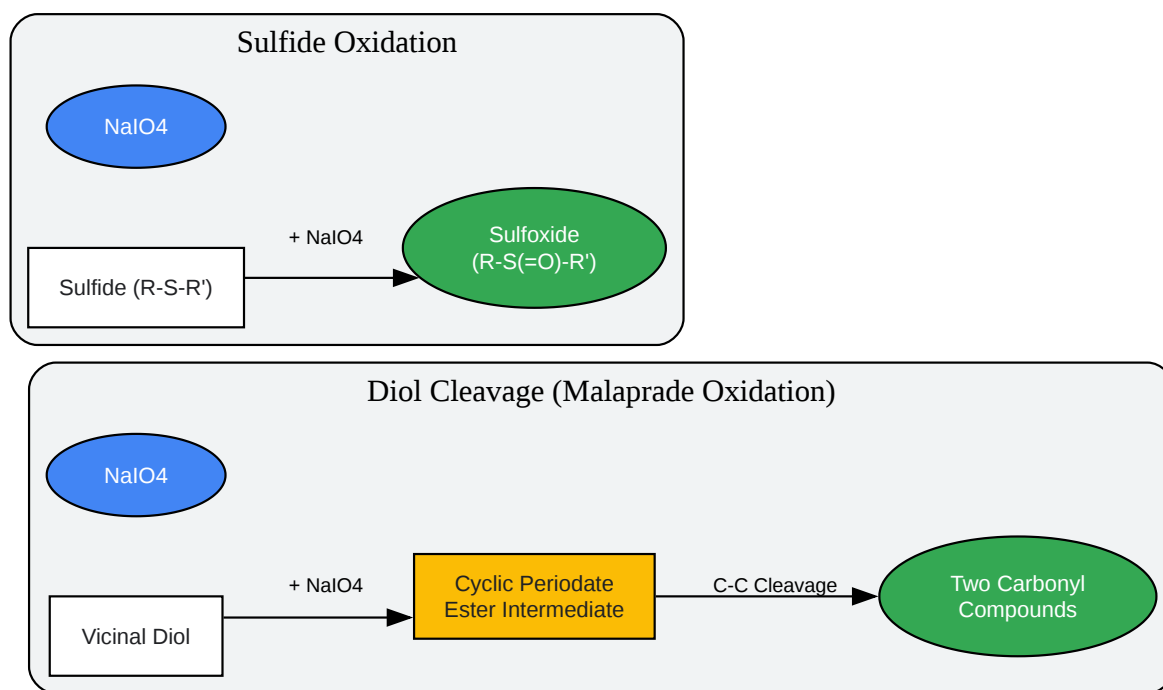 Sulfide Oxidation
NaIO4
+ NaIO4
Sulfide (R-S-R')
Sulfoxide
(R-S(=O)-R')
Diol Cleavage (Malaprade Oxidation)
NaIO4
+ NaIO4
Vicinal Diol
Cyclic Periodate
Ester Intermediate
C-C Cleavage
Two Carbonyl
Compounds